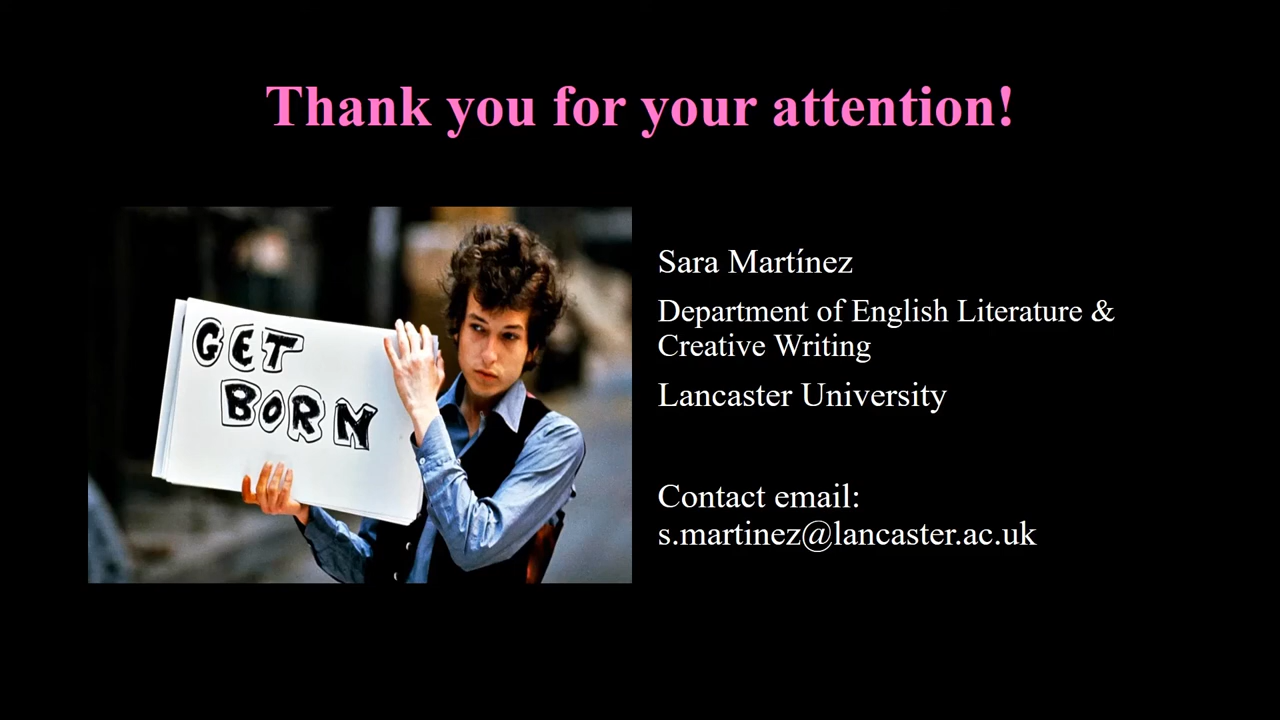 Thank you for your attention!
GET
BORN
Sara Martínez
Department of English Literature &
Creative Writing
Lancaster University
Contact email:
s.martinez@lancaster.ac.uk